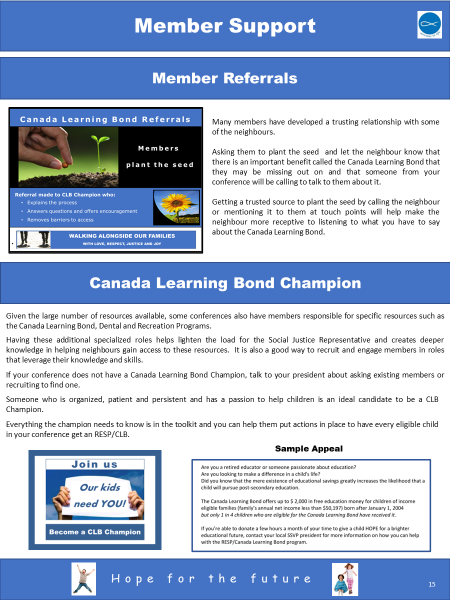 Member Support
Member Referrals
Canada Learning Bond Referrals
Members
plant the seed
Referral made to CLB Champion who:
• Explains the process
• Answers questions and offers encouragement
• Removes barriers to access
WALKING ALONGSIDE OUR FAMILIES
WITH LOVE, RESPECT, JUSTICE AND JOY
Many members have developed a trusting relationship with some
of the neighbours.
Asking them to plant the seed and let the neighbour know that
there is an important benefit called the Canada Learning Bond that
they may be missing out on and that someone from your
conference will be calling to talk to them about it.
Getting a trusted source to plant the seed by calling the neighbour
or mentioning it to them at touch points will help make the
neighbour more receptive to listening to what you have to say
about the Canada Learning Bond.
Canada Learning Bond Champion
Given the large number of resources available, some conferences also have members responsible for specific resources such as
the Canada Learning Bond, Dental and Recreation Programs.
Having these additional specialized roles helps lighten the load for the Social Justice Representative and creates deeper
knowledge in helping neighbours gain access to these resources. It is also a good way to recruit and engage members in roles
that leverage their knowledge and skills.
If your conference does not have a Canada Learning Bond Champion, talk to your president about asking existing members or
recruiting to find one.
Someone who is organized, patient and persistent and has a passion to help children is an ideal candidate to be a CLB
Champion.
Everything the champion needs to know is in the toolkit and you can help them put actions in place to have every eligible child
in your conference get an RESP/CLB.
Join us
Our kids
need YOU!
Become a CLB Champion
Sample Appeal
Are you a retired educator or someone passionate about education?
Are you looking to make a difference in a child's life?
Did you know that the mere existence of educational savings greatly increases the likelihood that a
child will pursue post-secondary education.
The Canada Learning Bond offers up to $ 2,000 in free education money for children of income
eligible families (family's annual net income less than $50,197) born after January 1, 2004
but only 1 in 4 children who are eligible for the Canada Learning Bond have received it.
If you're able to donate a few hours a month of your time to give a child HOPE for a brighter
educational future, contact your local SSVP president for more information on how you can help
with the RESP/Canada Learning Bond program.
Hope for the future
15